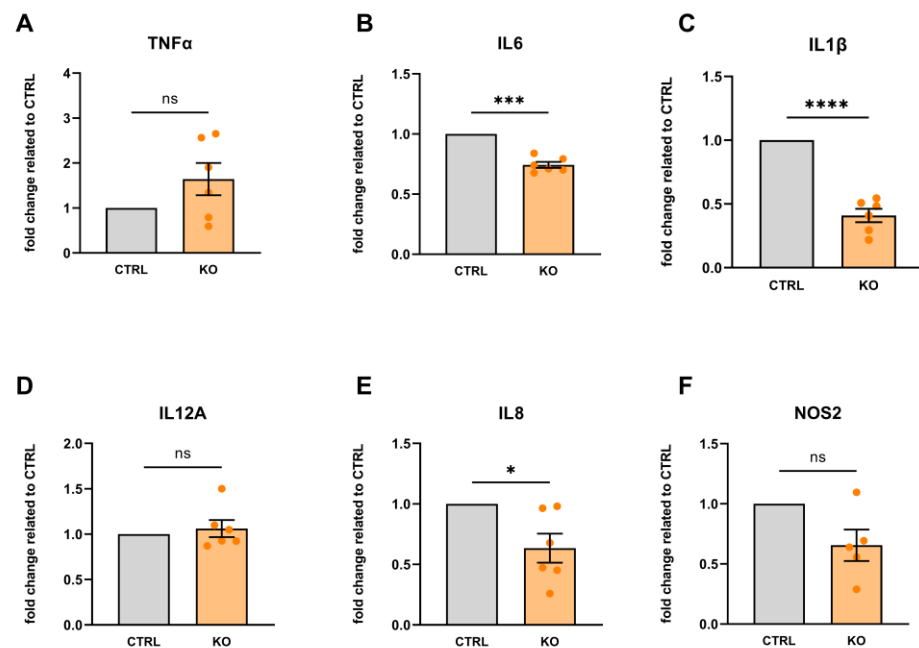 A
TNFα
fold change related to CTRL
4
3
2
1
0
ns
CTRL KO
B
IL6
fold change related to CTRL
1.5
1.0
0.5
0.0
***
CTRL KO
C
IL1β
fold change related to CTRL
1.5
1.0
0.5
0.0
****
CTRL KO
D
IL12A
fold change related to CTRL
2.0
1.5
1.0
0.5
0.0
ns
CTRL KO
E
IL8
fold change related to CTRL
1.5
1.0
0.5
0.0
*
CTRL KO
F
NOS2
fold change related to CTRL
1.5
1.0
0.5
0.0
ns
CTRL KO